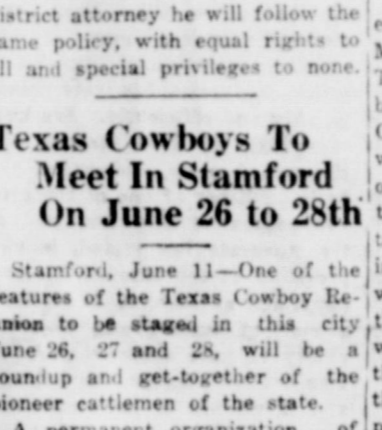 istrict attorney he will follow the
ame policy, with equal rights to
ll and special privileges to none.
Texas Cowboys To
Meet In Stamford
On June 26 to 28th
Stamford, June 11—One of the
eatures of the Texas Cowboy Re-
nion to be staged in this city
une 26, 27 and 28, will be a
oundup and get-together of the
ioneer cattlemen of the state.
A permanent organization of